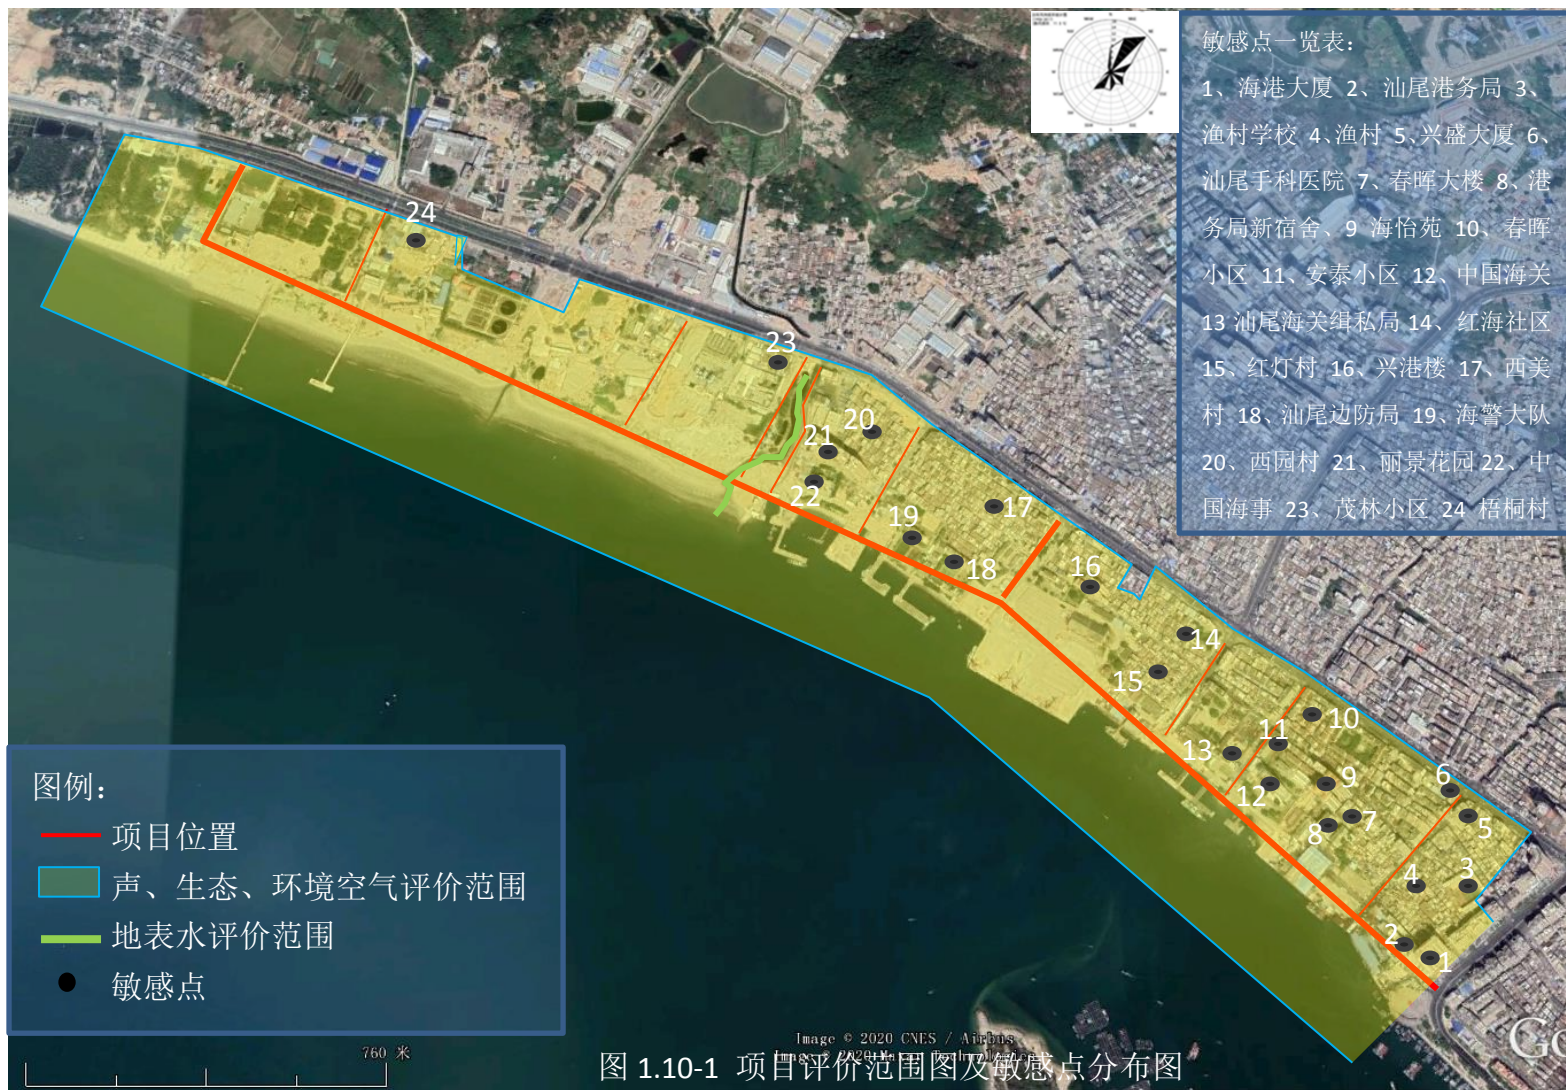 敏感点一览表：
1、海港大厦 2、汕尾港务局 3、
渔村学校 4、渔村 5、兴盛大厦 6、
汕尾手科医院 7、春晖大楼 8、港
务局新宿舍、9 海怡苑 10、春晖
小区 11、安泰小区 12、中国海关
13 汕尾海关缉私局 14、红海社区
15、红灯村 16、兴港楼 17、西美
村 18、汕尾边防局 19、海警大队
20、西园村 21、丽景花园 22、中
国海事 23、茂林小区 24 梧桐村
24
23
20
21
22
19
18
17
16
14
15
10
11
13
12
9
6
5
7
8
4
3
2
1
图例：
项目位置
声、生态、环境空气评价范围
地表水评价范围
敏感点
760 米
Image © 2020 CNES / Airbus
Image © 2020
图 1.10-1 项目评价范围图及敏感点分布图
Go